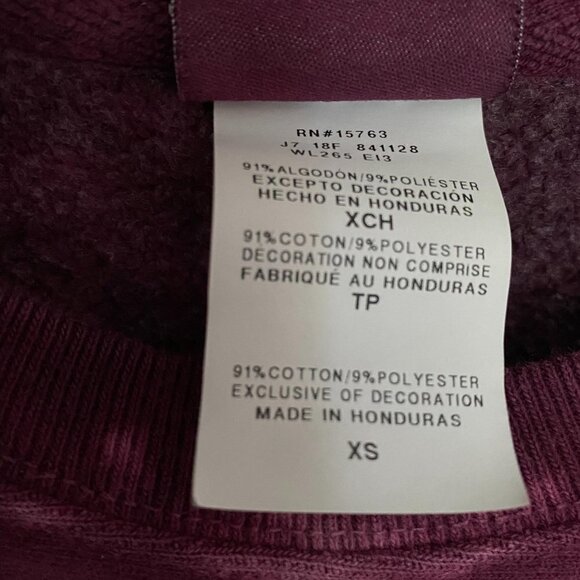 RN#15763
J7 18F 841128
WL265 EI3
91%ALGODÓN/9%POLIÉSTER
EXCEPTO DECORACIÓN
HECHO EN HONDURAS
XCH
91%COTON/9%POLYESTER
DÉCORATION NON COMPRISE
FABRIQUÉ AU HONDURAS
TP
91%COTTON/9%POLYESTER
EXCLUSIVE OF DECORATION
MADE IN HONDURAS
XS